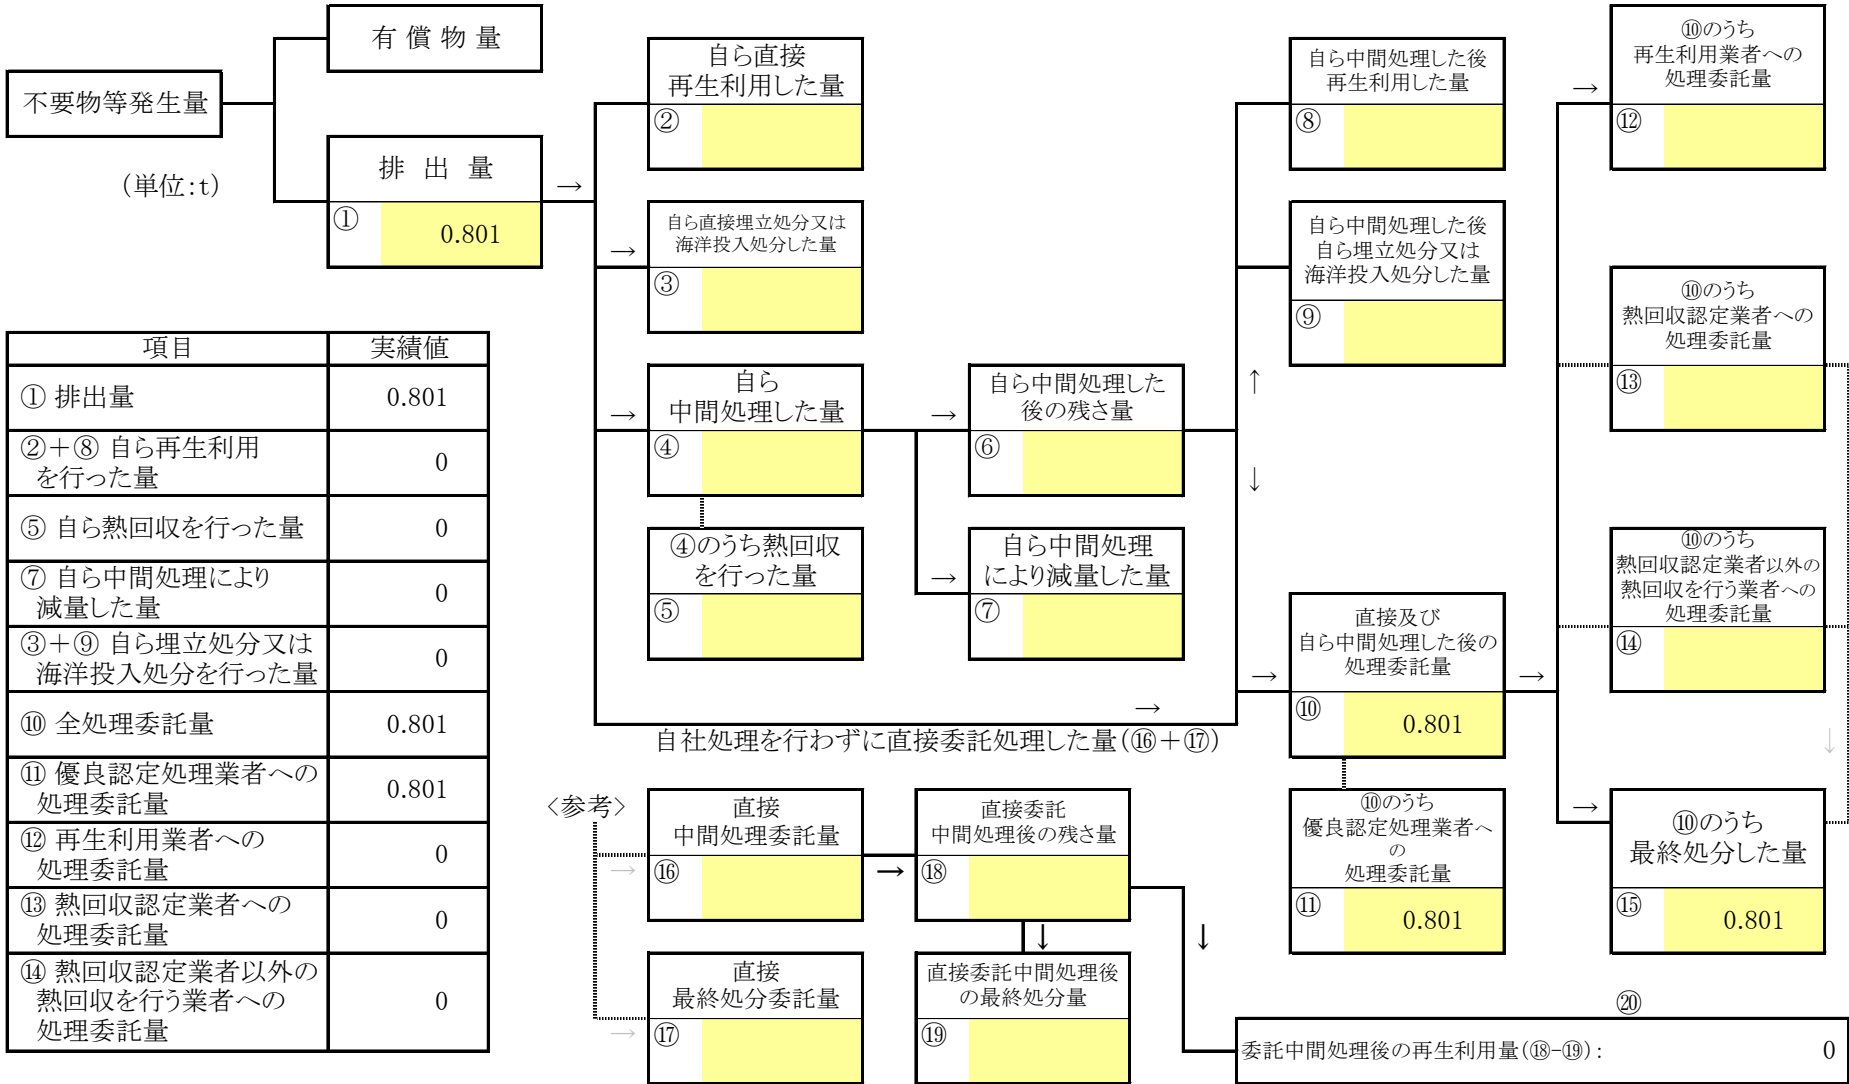 有 償 物 量
不要物等発生量
(単位:t)
排 出 量
→
①
0.801
自ら直接
再生利用した量
②
自ら直接埋立処分又は
海洋投入処分した量
→
③
自ら
中間処理した量
→
④
④のうち熱回収
を行った量
⑤
自ら中間処理した
後の残さ量
→
⑥
自ら中間処理
により減量した量
→
⑦
自ら中間処理した後
再生利用した量
⑧
自ら中間処理した後
自ら埋立処分又は
海洋投入処分した量
⑨
↑
↓
直接及び
自ら中間処理した後の
処理委託量
→
⑩
0.801
→
→
自社処理を行わずに直接委託処理した量(⑯+⑰)
⑩のうち
優良認定処理業者へ
の
処理委託量
⑪
0.801
⑩のうち
再生利用業者への
処理委託量
→
⑫
⑩のうち
熱回収認定業者への
処理委託量
⑬
⑩のうち
熱回収認定業者以外の
熱回収を行う業者への
処理委託量
⑭
↓
⑩のうち
最終処分した量
→
⑮
0.801
項目 実績値
① 排出量 0.801
②+⑧ 自ら再生利用
を行った量 0
⑤ 自ら熱回収を行った量 0
⑦ 自ら中間処理により
減量した量 0
③+⑨ 自ら埋立処分又は
海洋投入処分を行った量 0
⑩ 全処理委託量 0.801
⑪ 優良認定処理業者への
処理委託量 0.801
⑫ 再生利用業者への
処理委託量 0
⑬ 熱回収認定業者への
処理委託量 0
⑭ 熱回収認定業者以外の
熱回収を行う業者への
処理委託量 0
〈参考〉
直接
中間処理委託量
→
⑯
直接
最終処分委託量
→
⑰
直接委託
中間処理後の残さ量
→
⑱
↓
↓
直接委託中間処理後
の最終処分量
⑲
⑳
委託中間処理後の再生利用量(⑱-⑲): 0